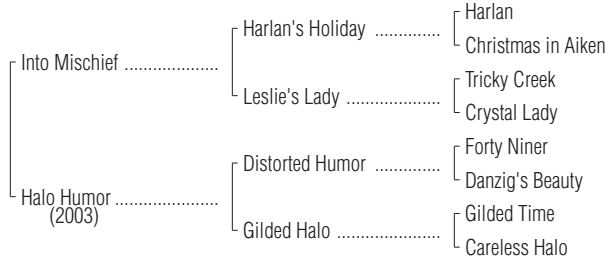 Harlan
Harlan's Holiday ..............
Christmas in Aiken
Into Mischief .....................
Tricky Creek
Leslie's Lady .....................
Crystal Lady
Forty Niner
Distorted Humor ..............
Danzig's Beauty
Halo Humor .......................
(2003)
Gilded Time
Gilded Halo .......................
Careless Halo